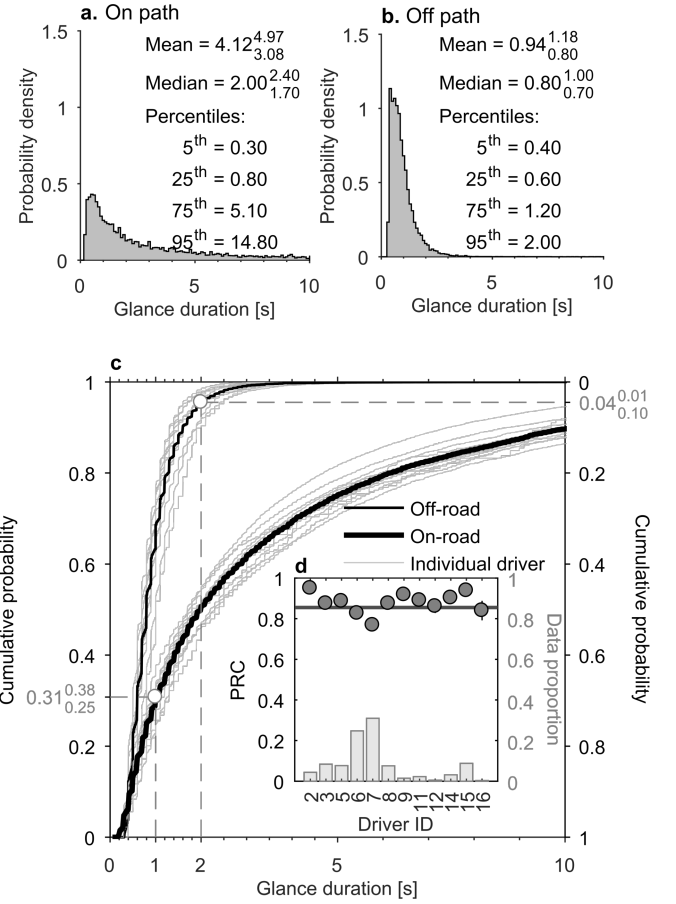 a. On path
1.5
1
0.5
0
Probability density
Mean = 4.12 4.97 3.08
Median = 2.00 2.40 1.70
Percentiles:
5th = 0.30
25th = 0.80
75th = 5.10
95th = 14.80
0 5 10
Glance duration [s]
b. Off path
1.5
1
0.5
0
Probability density
Mean = 0.94 1.18 0.80
Median = 0.80 1.00 0.70
Percentiles:
5th = 0.40
25th = 0.60
75th = 1.20
95th = 2.00
0 5 10
Glance duration [s]
c
1
0.8
0.6
0.4
0.31 0.38 0.25
0.2
0
Cumulative probability
0
0.04 0.01 0.10
0.2
0.4
0.6
0.8
1
Cumulative probability
Off-road
On-road
Individual driver
d
1
0.8
0.6
0.4
0.2
0
PRC
1
0.8
0.6
0.4
0.2
0
Data proportion
2 3 5 6 7 8 9 11 12 14 15 16
Driver ID
0 1 2 5 10
Glance duration [s]